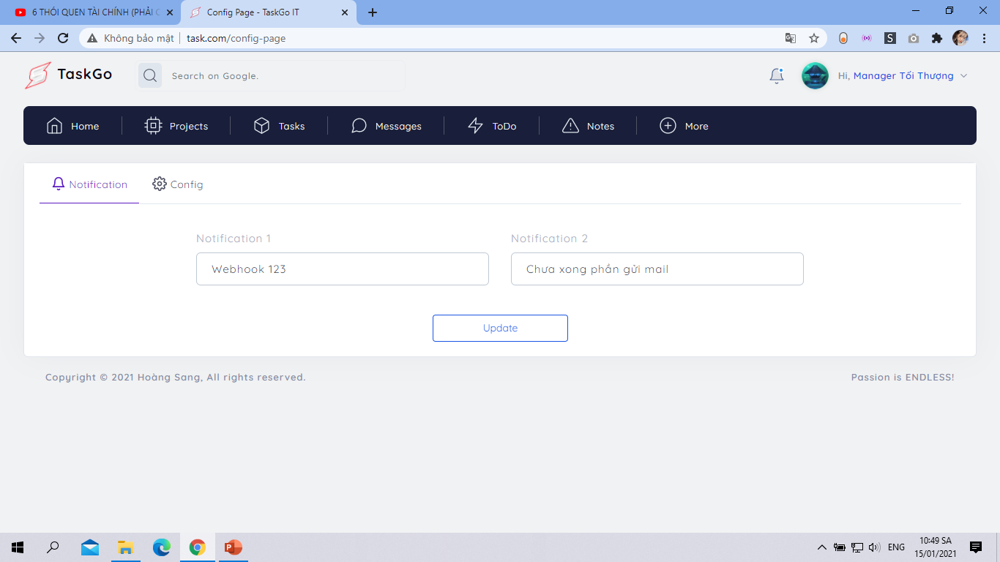 6 THÓI QUEN TÀI CHÍNH (PHẢI C
Config Page - TaskGo IT
Không bảo mật
task.com/config-page
TaskGo
Search on Google.
Hi, Manager Tối Thượng
Home
Projects
Tasks
Messages
ToDo
Notes
More
Notification
Config
Notification 1
Notification 2
Webhook 123
Chưa xong phần gửi mail
Update
Copyright © 2021 Hoàng Sang, All rights reserved.
Passion is ENDLESS!
ENG
10:49 SA
15/01/2021